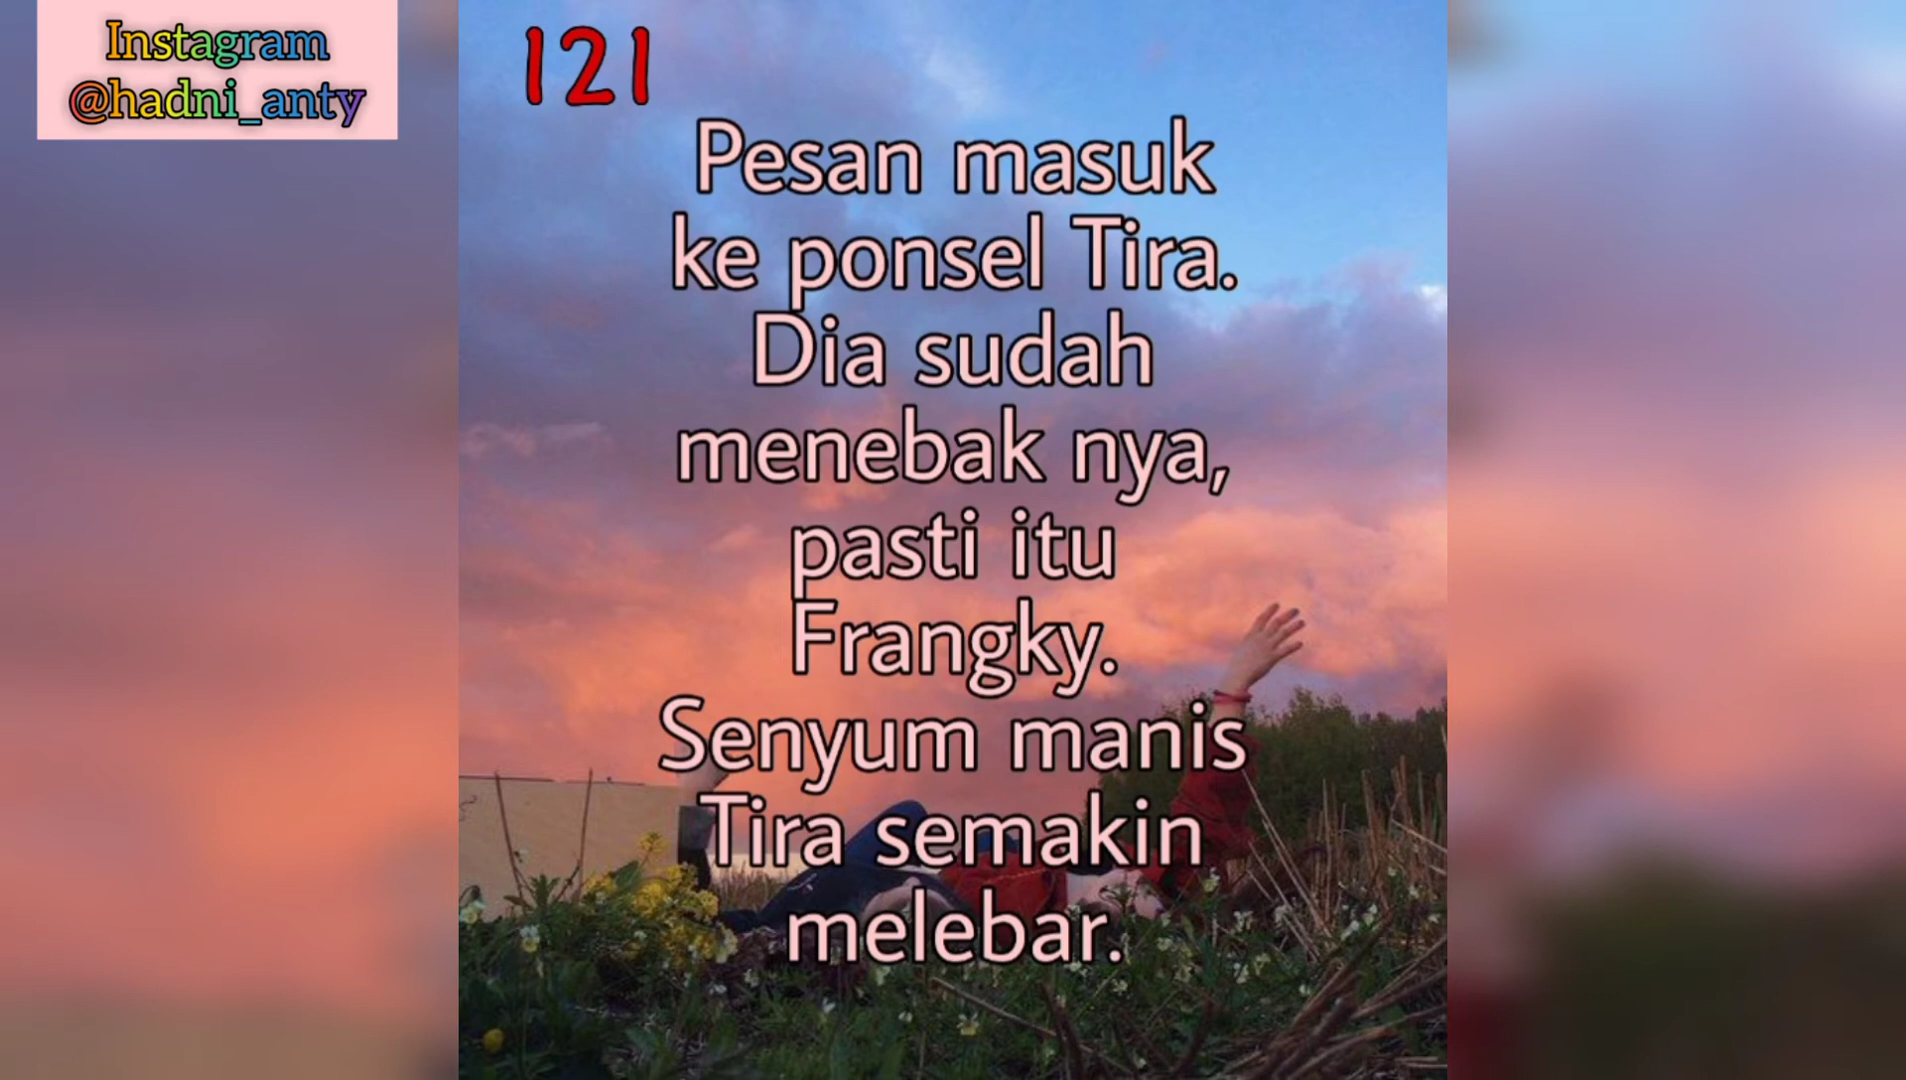 Instagram
@hadni_anty
121
Pesan masuk
ke ponsel Tira.
Dia sudah
menebak nya,
pasti itu
Frangky.
Senyum manis
Tira semakin
melebar.